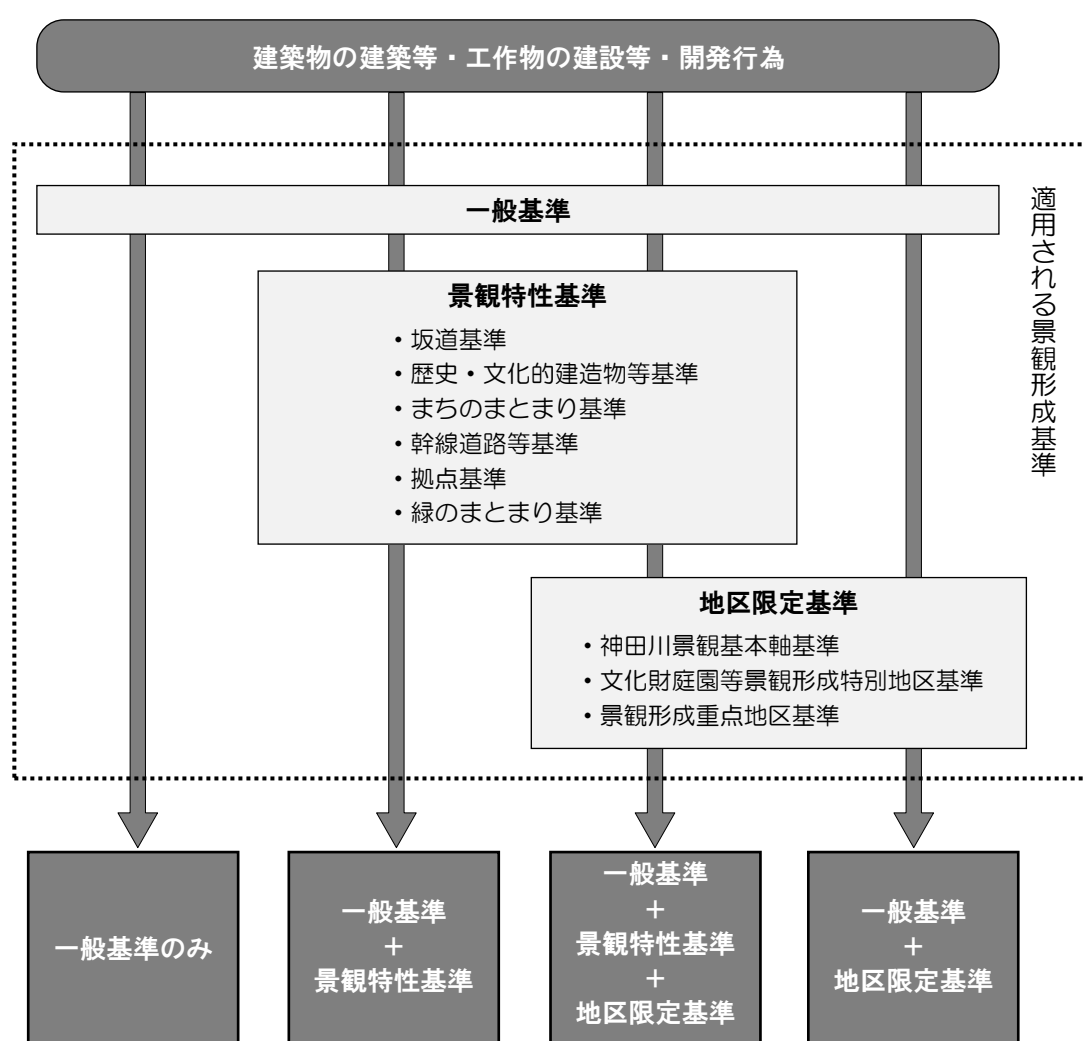 建築物の建築等・工作物の建設等・開発行為
一般基準
適用される景観形成基準
景観特性基準
・坂道基準
・歴史・文化的建造物等基準
・まちのまとまり基準
・幹線道路等基準
・拠点基準
・緑のまとまり基準
地区限定基準
・神田川景観基本軸基準
・文化財庭園等景観形成特別地区基準
・景観形成重点地区基準
一般基準のみ
一般基準
＋
景観特性基準
一般基準
＋
景観特性基準
＋
地区限定基準
一般基準
＋
地区限定基準